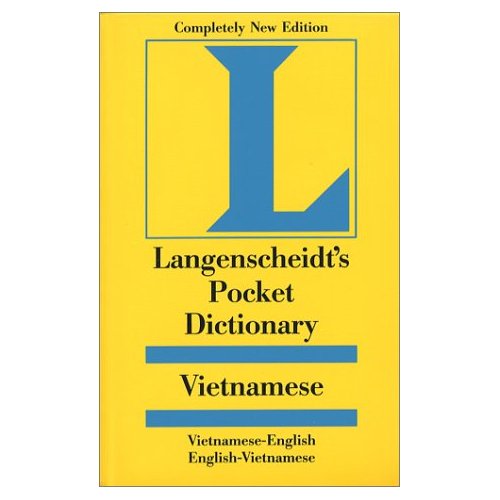 Completely New Edition
L
Langenscheidt's
Pocket
Dictionary
Vietnamese
Vietnamese-English
English-Vietnamese